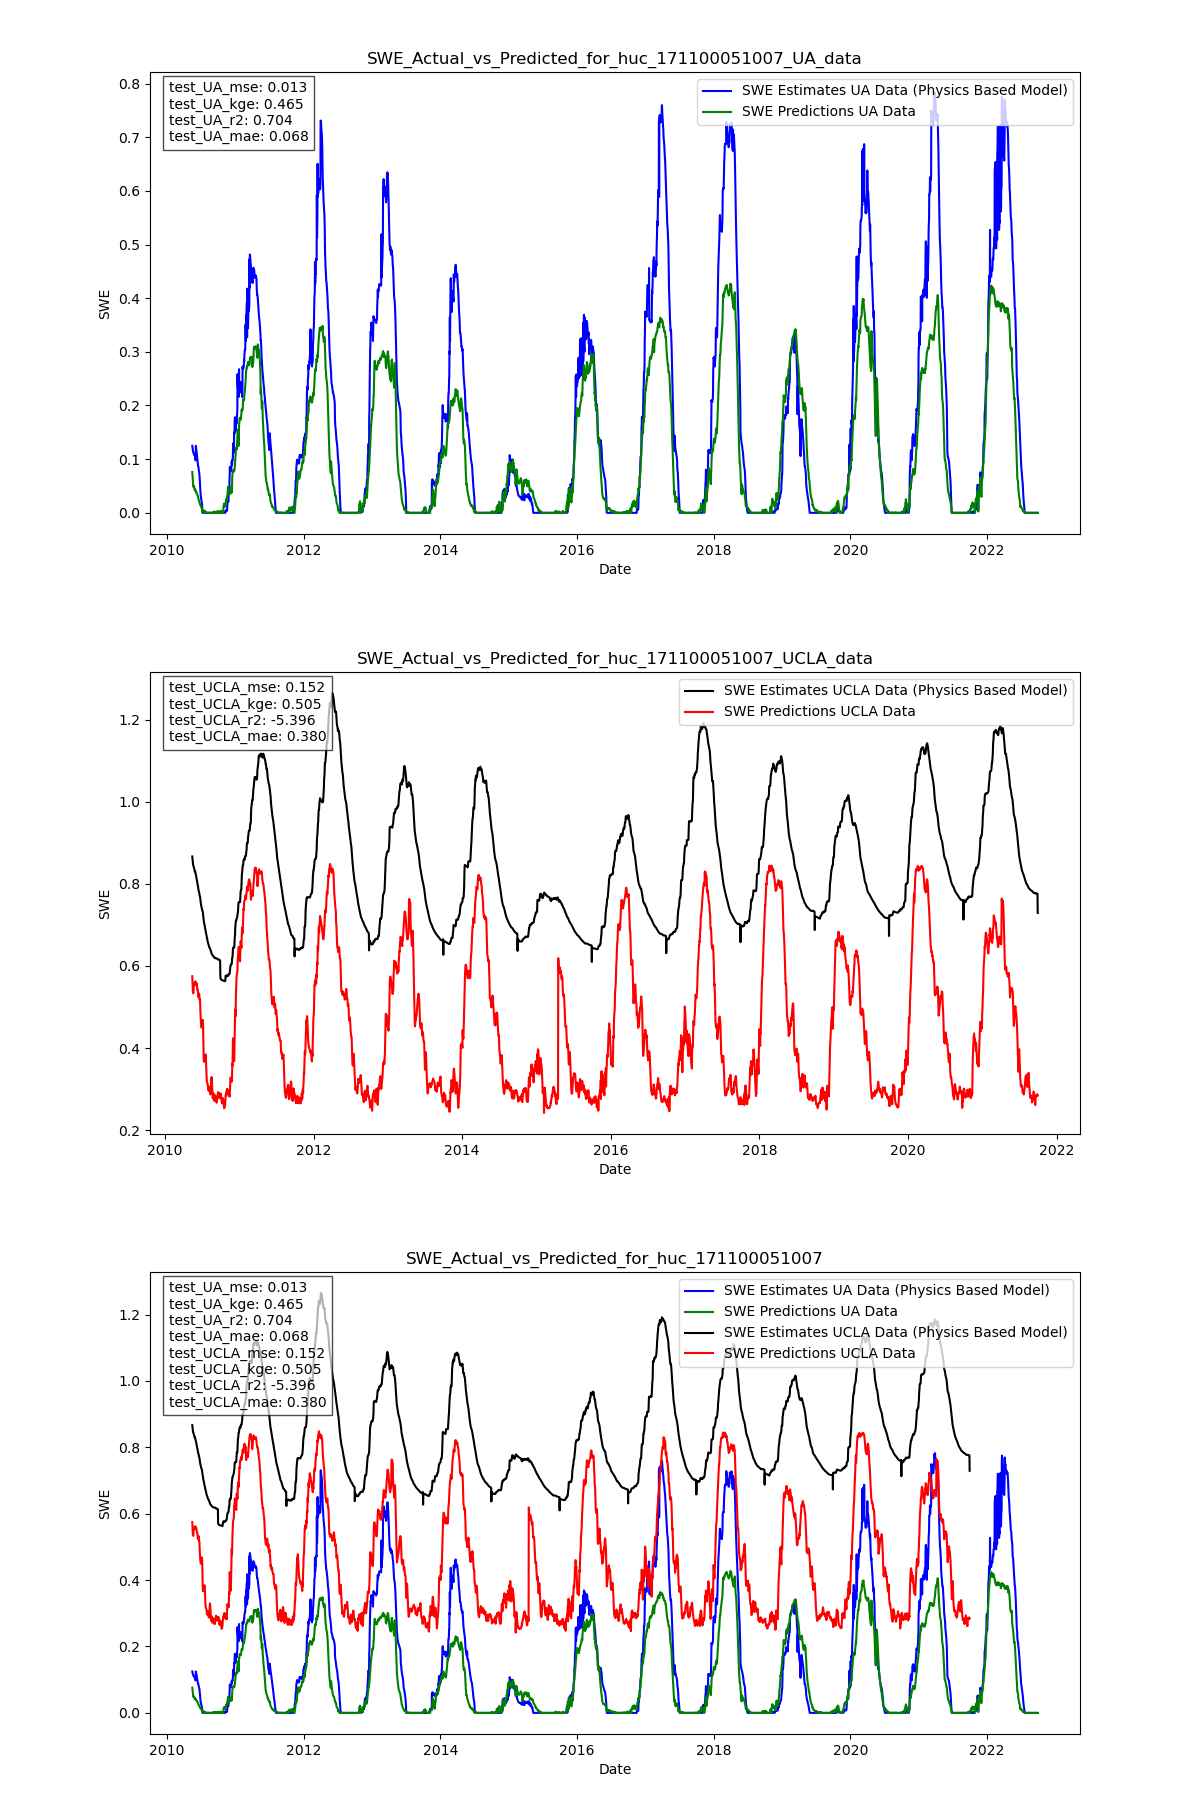 SWE_Actual_vs_Predicted_for_huc_171100051007_UA_data
test_UA_mse: 0.013
test_UA_kge: 0.465
test_UA_r2: 0.704
test_UA_mae: 0.068
SWE Estimates UA Data (Physics Based Model)
SWE Predictions UA Data
0.8
0.7
0.6
0.5
0.4
0.3
0.2
0.1
0.0
SWE
2010 2012 2014 2016 2018 2020 2022
Date
SWE_Actual_vs_Predicted_for_huc_171100051007_UCLA_data
test_UCLA_mse: 0.152
test_UCLA_kge: 0.505
test_UCLA_r2: -5.396
test_UCLA_mae: 0.380
SWE Estimates UCLA Data (Physics Based Model)
SWE Predictions UCLA Data
1.2
1.0
0.8
0.6
0.4
0.2
SWE
2010 2012 2014 2016 2018 2020 2022
Date
SWE_Actual_vs_Predicted_for_huc_171100051007
test_UA_mse: 0.013
test_UA_kge: 0.465
test_UA_r2: 0.704
test_UA_mae: 0.068
test_UCLA_mse: 0.152
test_UCLA_kge: 0.505
test_UCLA_r2: -5.396
test_UCLA_mae: 0.380
SWE Estimates UA Data (Physics Based Model)
SWE Predictions UA Data
SWE Estimates UCLA Data (Physics Based Model)
SWE Predictions UCLA Data
1.2
1.0
0.8
0.6
0.4
0.2
0.0
SWE
2010 2012 2014 2016 2018 2020 2022
Date